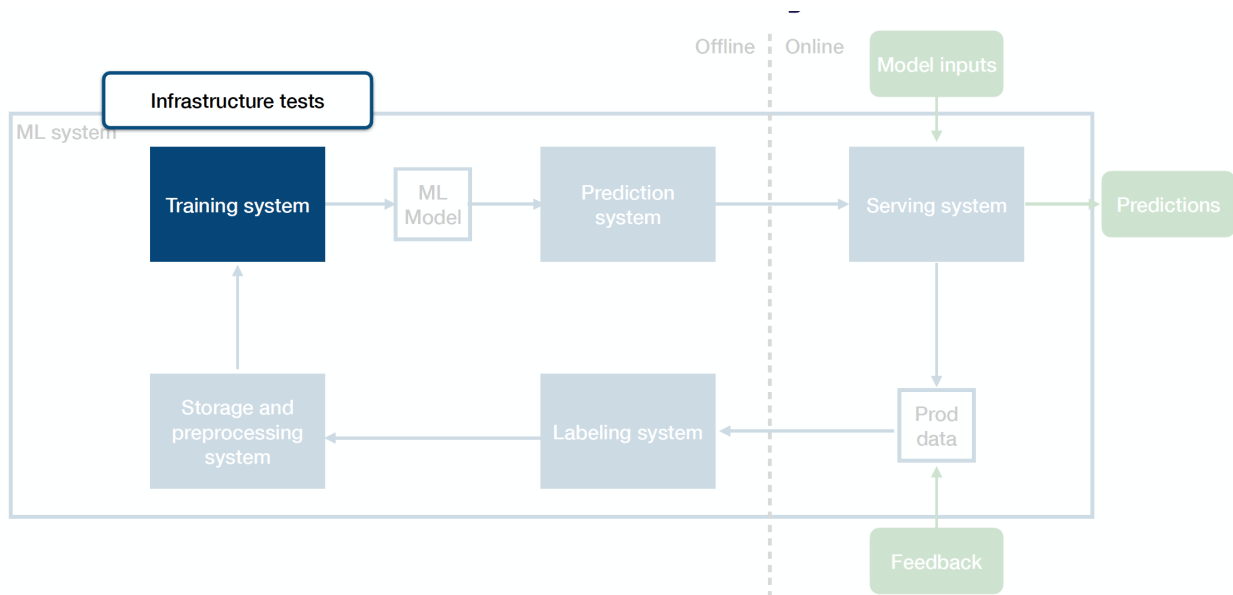 Offline
Online
Model inputs
Infrastructure tests
ML system
Training system
ML
Model
Prediction
system
Serving system
Predictions
Storage and
preprocessing
system
Labeling system
Prod
data
Feedback